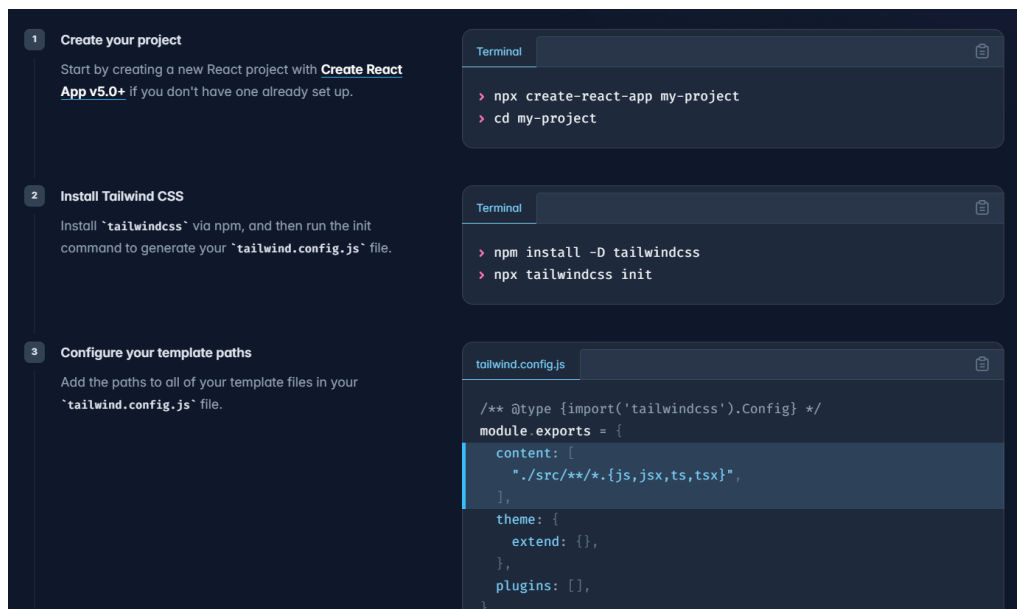 1 Create your project
Start by creating a new React project with Create React
App v5.0+ if you don't have one already set up.
Terminal
> npx create-react-app my-project
> cd my-project
2 Install Tailwind CSS
Install `tailwindcss` via npm, and then run the init
command to generate your `tailwind.config.js` file.
Terminal
> npm install -D tailwindcss
> npx tailwindcss init
3 Configure your template paths
Add the paths to all of your template files in your
`tailwind.config.js` file.
tailwind.config.js
/** @type {import('tailwindcss').Config} */
module.exports = {
content: [
"./src/**/*.{js,jsx,ts,tsx}",
],
theme: {
extend: {},
},
plugins: [],
}